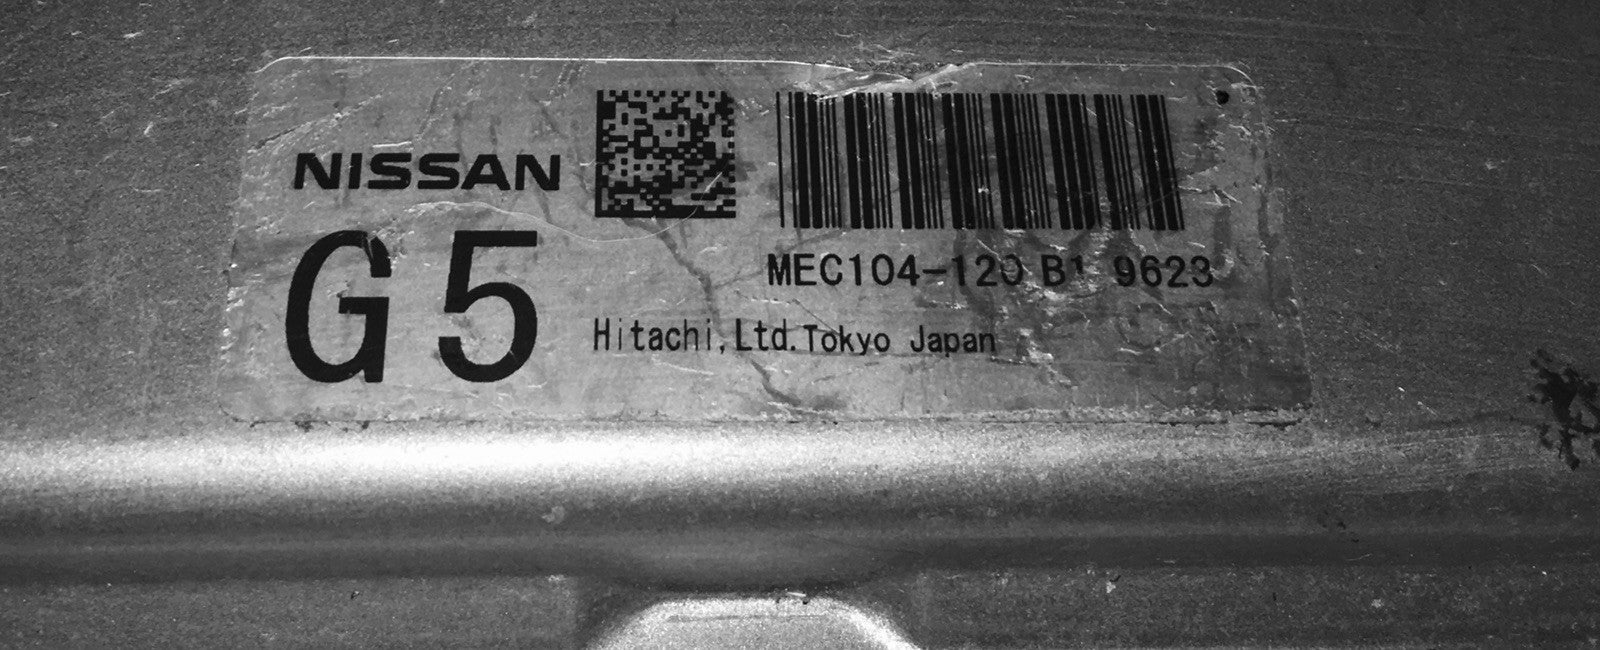 NISSAN
G5
MEC104-120 B1 9623
Hitachi,Ltd.Tokyo Japan